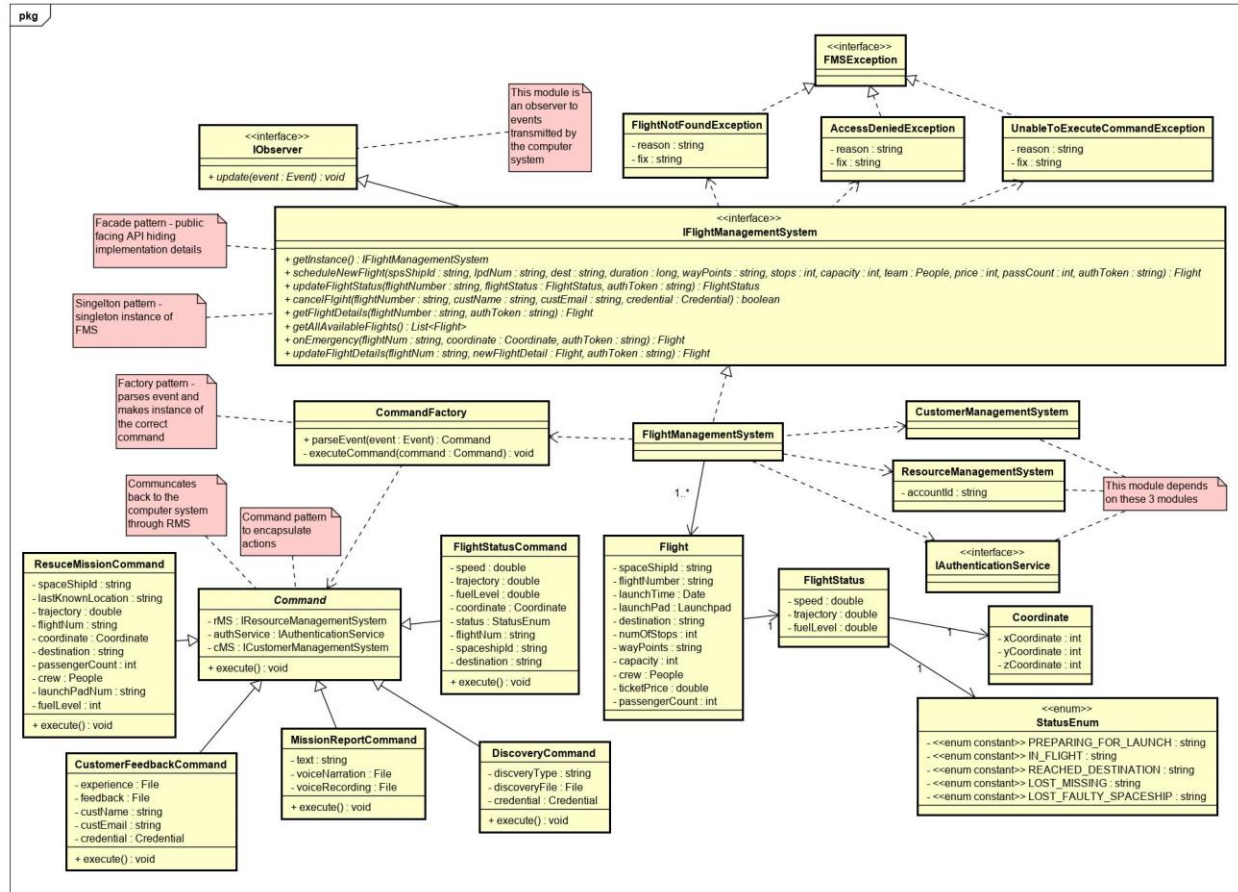 pkg
<<interface>>
FMSException
This module is
an observer to
events
transmitted by
the computer
system
FlightNotFoundException
- reason : string
- fix : string
AccessDeniedException
- reason : string
- fix : string
UnableToExecuteCommandException
- reason : string
- fix : string
<<interface>>
IObserver
+ update(event : Event) : void
Facade pattern - public
facing API hiding
implementation details
Singelton pattern -
singleton instance of
FMS
<<interface>>
IFlightManagementSystem
+ getInstance() : IFlightManagementSystem
+ scheduleNewFlight(spsShipId : string, lpdNum : string, dest : string, duration : long, wayPoints : string, stops : int, capacity : int, team : People, price : int, passCount : int, authToken : string) : Flight
+ updateFlightStatus(flightNumber : string, flightStatus : FlightStatus, authToken : string) : FlightStatus
+ cancelFlgiht(flightNumber : string, custName : string, custEmail : string, credential : Credential) : boolean
+ getFlightDetails(flightNumber : string, authToken : string) : Flight
+ getAllAvailableFlights() : List<Flight>
+ onEmergency(flightNum : string, coordinate : Coordinate, authToken : string) : Flight
+ updateFlightDetails(flightNum : string, newFlightDetail : Flight, authToken : string) : Flight
Factory pattern -
parses event and
makes instance of
the correct
command
CommandFactory
+ parseEvent(event : Event) : Command
- executeCommand(command : Command) : void
FlightManagementSystem
CustomerManagementSystem
ResourceManagementSystem
- accountId : string
This module depends
on these 3 modules
<<interface>>
IAuthenticationService
Communcates
back to the
computer system
through RMS
Command pattern
to encapsulate
actions
1..*
ResuceMissionCommand
- spaceShipId : string
- lastKnownLocation : string
- trajectory : double
- flightNum : string
- coordinate : Coordinate
- destination : string
- passengerCount : int
- crew : People
- launchPadNum : string
- fuelLevel : int
+ execute() : void
Command
- rMS : IResourceManagementSystem
- authService : IAuthenticationService
- cMS : ICustomerManagementSystem
+ execute() : void
FlightStatusCommand
- speed : double
- trajectory : double
- fuelLevel : double
- coordinate : Coordinate
- status : StatusEnum
- flightNum : string
- spaceshipId : string
- destination : string
+ execute() : void
Flight
- spaceShipId : string
- flightNumber : string
- launchTime : Date
- launchPad : Launchpad
- destination : string
- numOfStops : int
- wayPoints : string
- capacity : int
- crew : People
- ticketPrice : double
- passengerCount : int
1
FlightStatus
- speed : double
- trajectory : double
- fuelLevel : double
1
1
Coordinate
- xCoordinate : int
- yCoordinate : int
- zCoordinate : int
<<enum>>
StatusEnum
- <<enum constant>> PREPARING_FOR_LAUNCH : string
- <<enum constant>> IN_FLIGHT : string
- <<enum constant>> REACHED_DESTINATION : string
- <<enum constant>> LOST_MISSING : string
- <<enum constant>> LOST_FAULTY_SPACESHIP : string
CustomerFeedbackCommand
- experience : File
- feedback : File
- custName : string
- custEmail : string
- credential : Credential
+ execute() : void
MissionReportCommand
- text : string
- voiceNarration : File
- voiceRecording : File
+ execute() : void
DiscoveryCommand
- discveryType : string
- discoveryFile : File
- credential : Credential
+ execute() : void